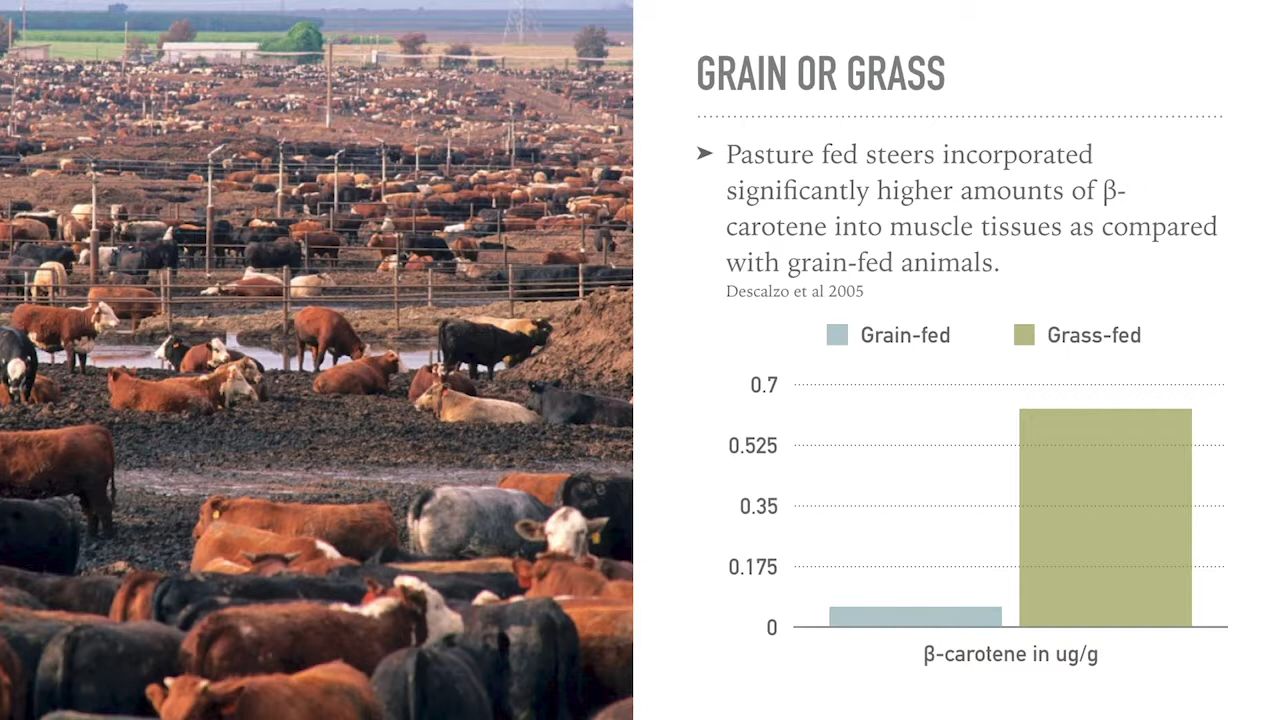 GRAIN OR GRASS
➤ Pasture fed steers incorporated
significantly higher amounts of β-
carotene into muscle tissues as compared
with grain-fed animals.
Descalzo et al 2005
Grain-fed Grass-fed
0.7
0.525
0.35
0.175
0
β-carotene in ug/g